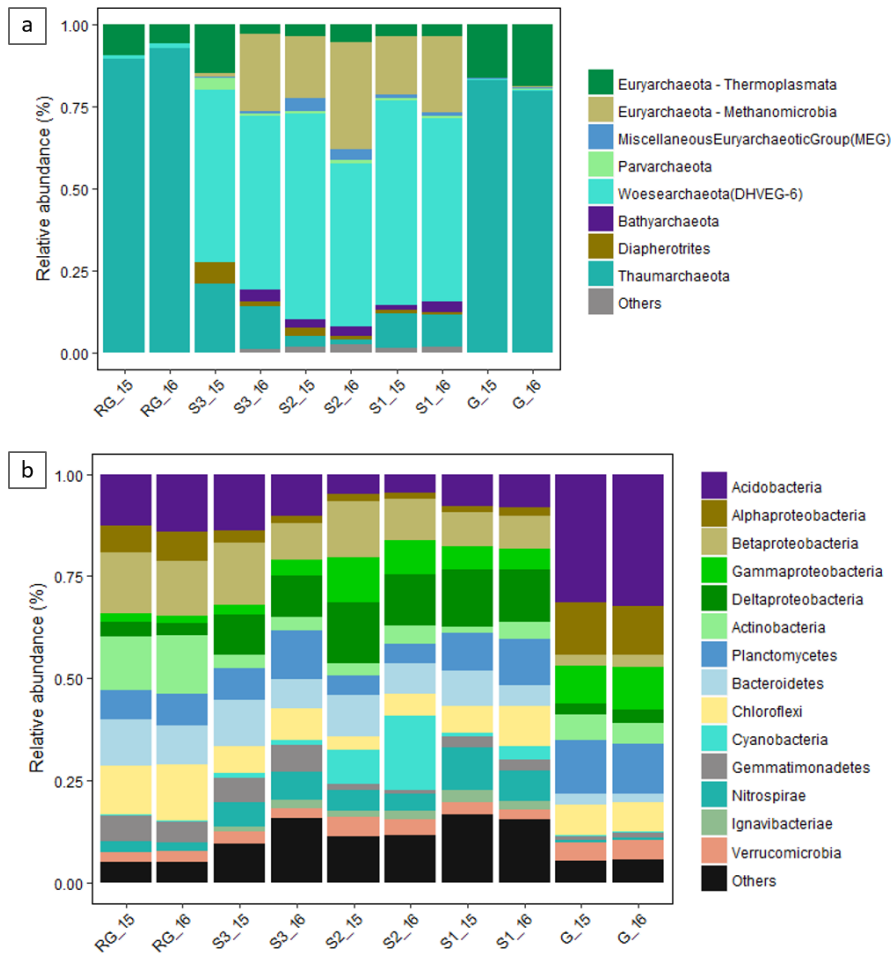 a
Relative abundance (%)
1.00
0.75
0.50
0.25
0.00
RG_15
RG_16
S3_15
S3_16
S2_15
S2_16
S1_15
S1_16
G_15
G_16
Euryarchaeota - Thermoplasmata
Euryarchaeota - Methanomicrobia
MiscellaneousEuryarchaeoticGroup(MEG)
Parvarchaeota
Woesearchaeota(DHVEG-6)
Bathyarchaeota
Diapherotrites
Thaumarchaeota
Others
b
Relative abundance (%)
1.00
0.75
0.50
0.25
0.00
RG_15
RG_16
S3_15
S3_16
S2_15
S2_16
S1_15
S1_16
G_15
G_16
Acidobacteria
Alphaproteobacteria
Betaproteobacteria
Gammaproteobacteria
Deltaproteobacteria
Actinobacteria
Planctomycetes
Bacteroidetes
Chloroflexi
Cyanobacteria
Gemmatimonadetes
Nitrospirae
Ignavibacteriae
Verrucomicrobia
Others